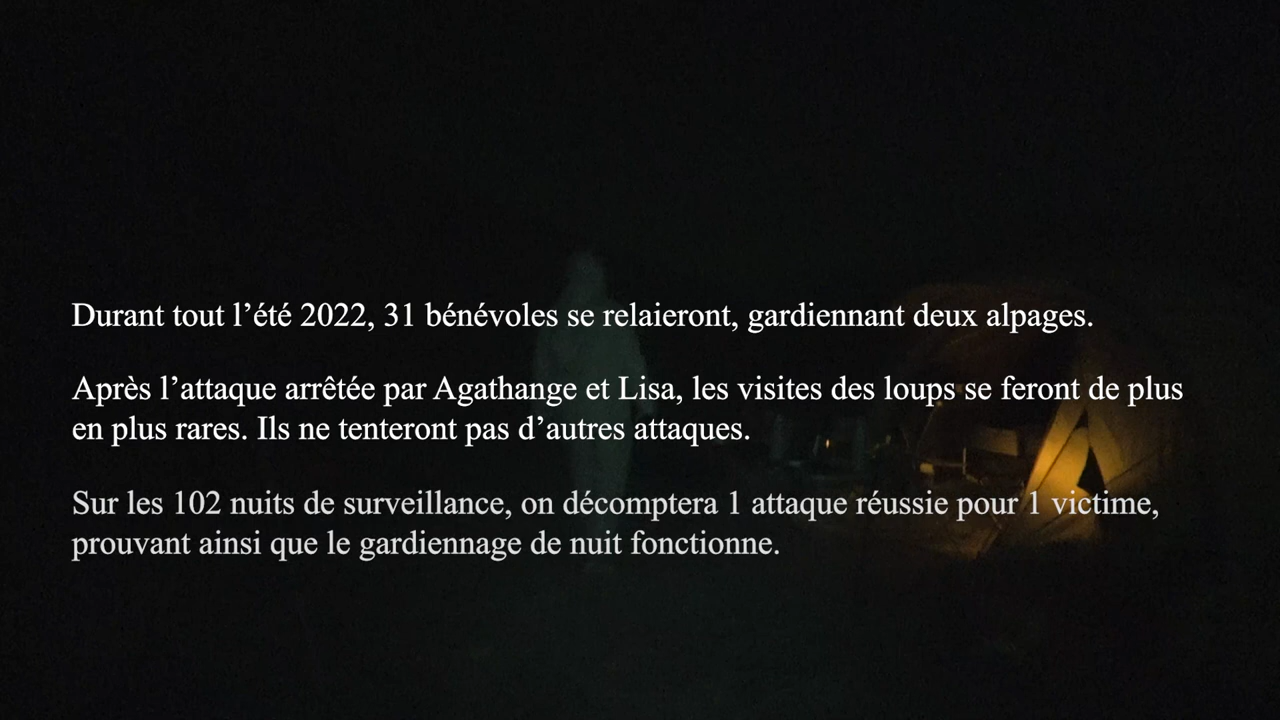 Durant tout l’été 2022, 31 bénévoles se relaieront, gardiennant deux alpages.
Après l’attaque arrêtée par Agathange et Lisa, les visites des loups se feront de plus
en plus rares. Ils ne tenteront pas d’autres attaques.
Sur les 102 nuits de surveillance, on décomptera 1 attaque réussie pour 1 victime,
prouvant ainsi que le gardiennage de nuit fonctionne.